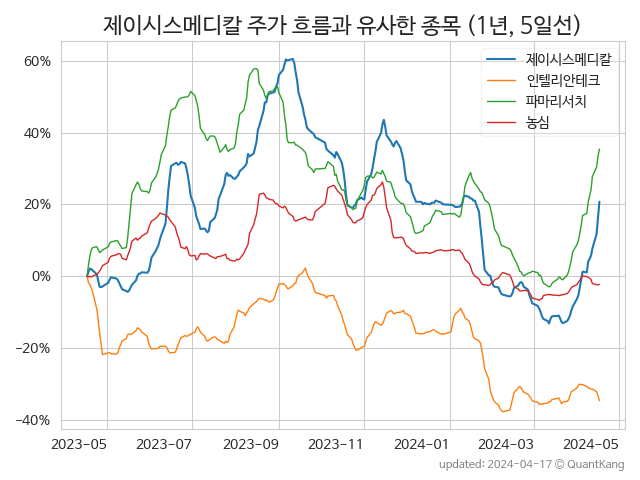 제이시스메디칼 주가 흐름과 유사한 종목 (1년, 5일선)
제이시스메디칼
인텔리안테크
파마리서치
농심
60%
40%
20%
0%
−20%
−40%
2023-05 2023-07 2023-09 2023-11 2024-01 2024-03 2024-05
updated: 2024-04-17 © QuantKang